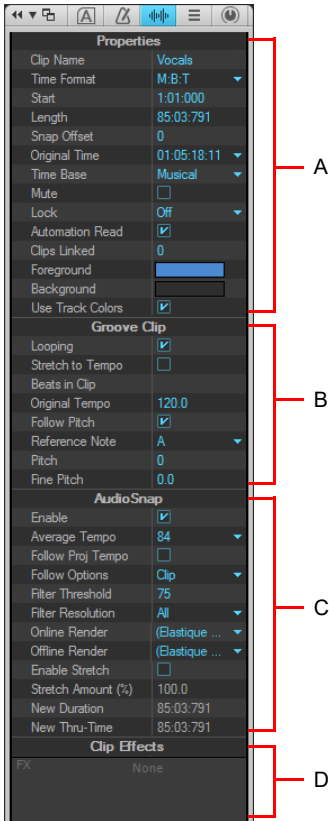 A
Properties
Clip Name Vocals
Time Format M:B:T
Start 1:01:000
Length 85:03:791
Snap Offset 0
Original Time 01:05:18:11
Time Base Musical
Mute
Lock Off
Automation Read
Clips Linked 0
Foreground
Background
Use Track Colors
A
Groove Clip
Looping
Stretch to Tempo
Beats in Clip
Original Tempo 120.0
Follow Pitch
Reference Note A
Pitch 0
Fine Pitch 0.0
B
AudioSnap
Enable
Average Tempo 84
Follow Proj Tempo
Follow Options Clip
Filter Threshold 75
Filter Resolution All
Online Render (Elastique ...
Offline Render (Elastique ...
Enable Stretch
Stretch Amount (%) 100.0
New Duration 85:03:791
New Thru-Time 85:03:791
C
Clip Effects
FX None
D